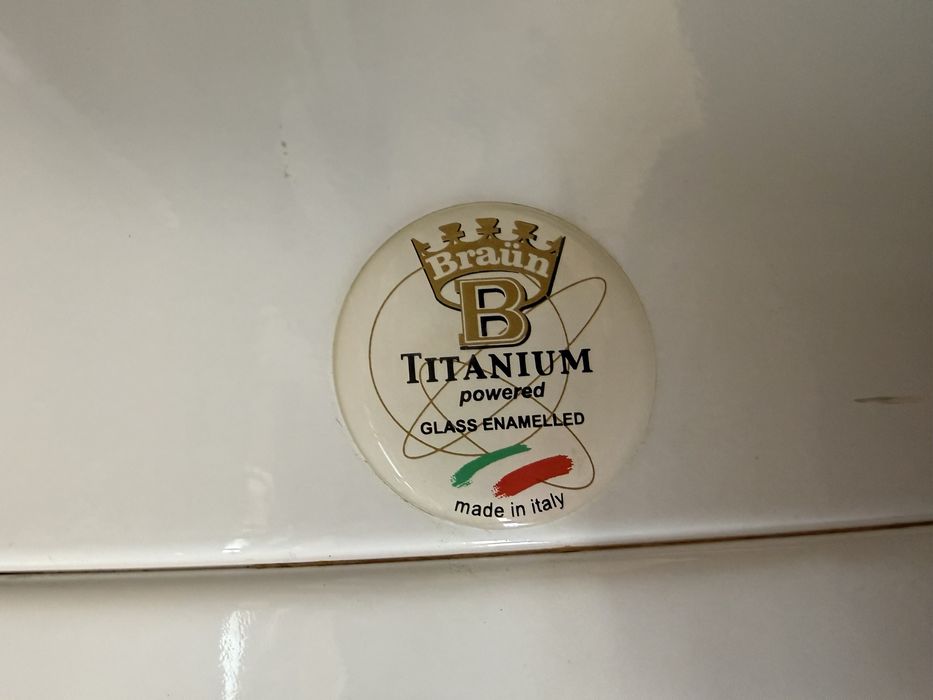 Braün
B
TITANIUM
powered
GLASS ENAMELLED
made in italy